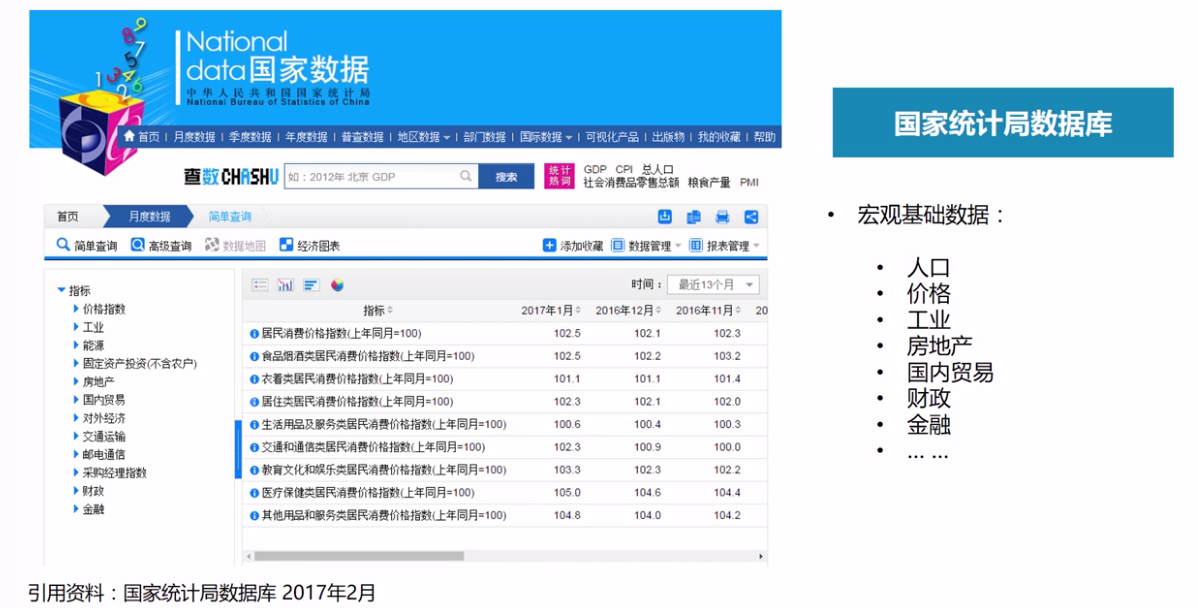 National
data国家数据
中华人民共和国国家统计局
National Bureau of Statistics of China
首页 | 月度数据 | 季度数据 | 年度数据 | 普查数据 | 地区数据 | 部门数据 | 国际数据 | 可视化产品 | 出版物 | 我的收藏 | 帮助
查数CHASHU 如：2012年 北京 GDP 搜索 统计热词 GDP CPI 总人口
社会消费品零售总额 粮食产量 PMI
首页 月度数据 简单查询
简单查询 高级查询 数据地图 经济图表 添加收藏 数据管理 报表管理
指标
价格指数
工业
能源
固定资产投资(不含农户)
房地产
国内贸易
对外经济
交通运输
邮电通信
采购经理指数
财政
金融
时间： 最近13个月
指标 2017年1月 2016年12月 2016年11月 20
居民消费价格指数(上年同月=100) 102.5 102.1 102.3
食品烟酒类居民消费价格指数(上年同月=100) 102.5 102.2 103.2
衣着类居民消费价格指数(上年同月=100) 101.1 101.1 101.4
居住类居民消费价格指数(上年同月=100) 102.3 102.1 102.0
生活用品及服务类居民消费价格指数(上年同月=100) 100.6 100.4 100.3
交通和通信类居民消费价格指数(上年同月=100) 102.3 100.9 100.0
教育文化和娱乐类居民消费价格指数(上年同月=100) 103.3 102.3 102.2
医疗保健类居民消费价格指数(上年同月=100) 105.0 104.6 104.4
其他用品和服务类居民消费价格指数(上年同月=100) 104.8 104.0 104.2
引用资料：国家统计局数据库 2017年2月
国家统计局数据库
• 宏观基础数据：
• 人口
• 价格
• 工业
• 房地产
• 国内贸易
• 财政
• 金融
• ... ...